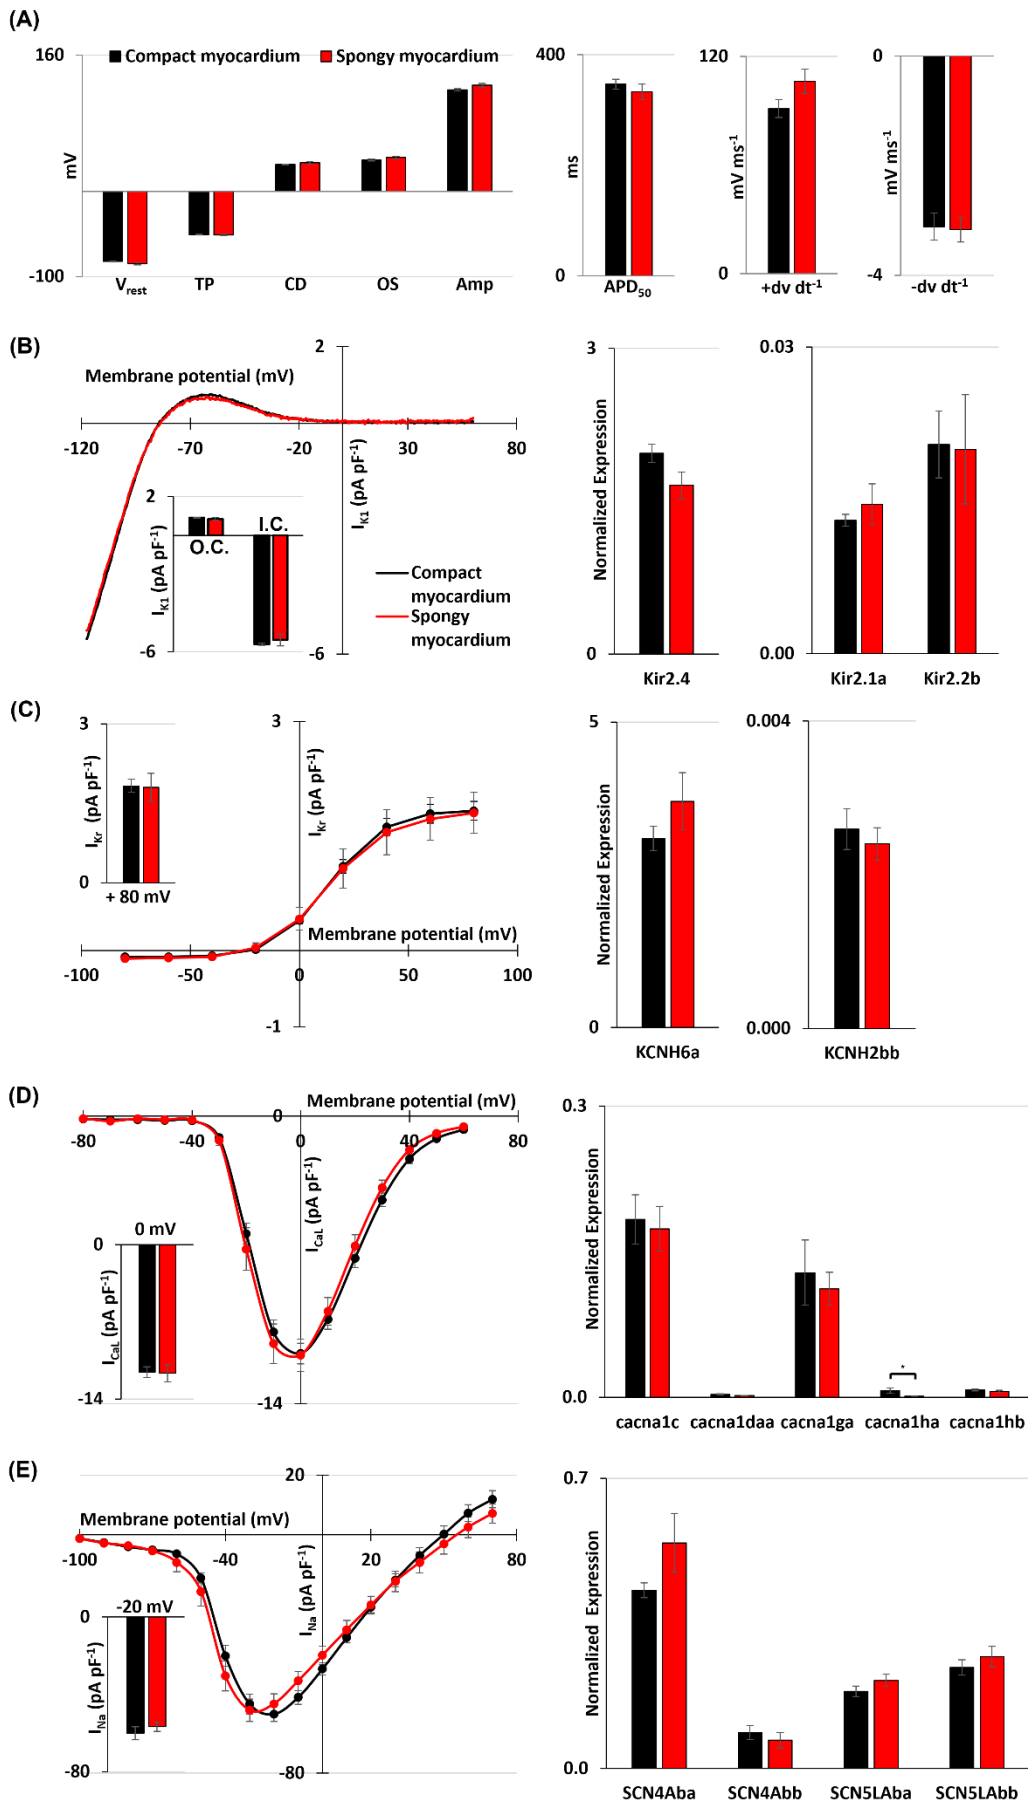 (A)
160
Compact myocardium
Spongy myocardium
mV
-100
Vrest
TP
CD
OS
Amp
400
ms
0
APD50
120
mV ms-1
0
+dv dt-1
0
mV ms-1
-4
-dv dt-1
(B)
2
Membrane potential (mV)
-120
-70
-20
30
80
IK1 (pA pF-1)
-6
2
I.C.
O.C.
IK1 (pA pF-1)
-6
Compact
myocardium
Spongy
myocardium
3
Normalized Expression
0
Kir2.4
0.03
0.00
Kir2.1a
Kir2.2b
(C)
3
IKr (pA pF-1)
0
+ 80 mV
3
IKr (pA pF-1)
Membrane potential (mV)
-100
-50
0
50
100
-1
5
Normalized Expression
0
KCNH6a
0.004
0.000
KCNH2bb
(D)
Membrane potential (mV)
0
-80
-40
0
40
80
ICaL (pA pF-1)
-14
0 mV
0
ICaL (pA pF-1)
-14
0.3
Normalized Expression
*
0.0
cacna1c
cacna1daa
cacna1ga
cacna1ha
cacna1hb
(E)
20
Membrane potential (mV)
-100
-40
20
80
INa (pA pF-1)
-80
-20 mV
0
INa (pA pF-1)
-80
0.7
Normalized Expression
0.0
SCN4Aba
SCN4Abb
SCN5LAba
SCN5LAbb